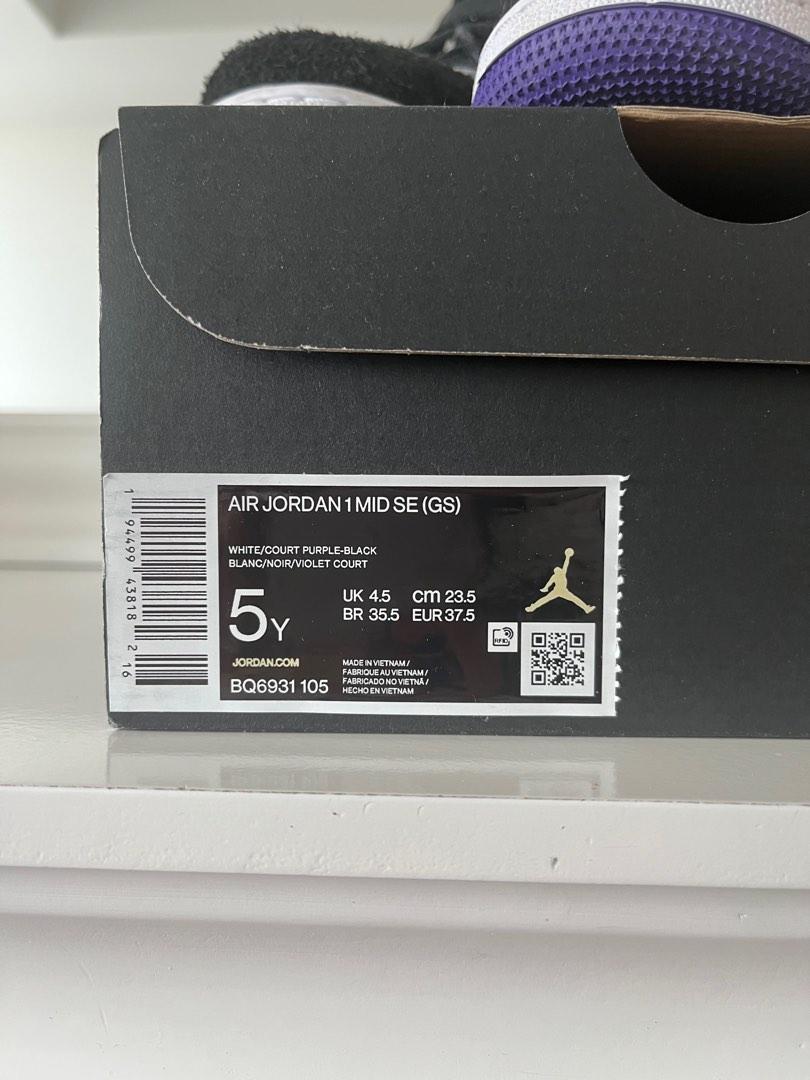 AIR JORDAN 1 MID SE (GS)
WHITE/COURT PURPLE-BLACK
BLANC/NOIR/VIOLET COURT
5Y
UK 4.5 cm 23.5
BR 35.5 EUR 37.5
RFID
JORDAN.COM
BQ6931 105
MADE IN VIETNAM /
FABRIQUE AU VIETNAM /
FABRICADO NO VIETNÃ /
HECHO EN VIETNAM
1 94499 43818 2 16